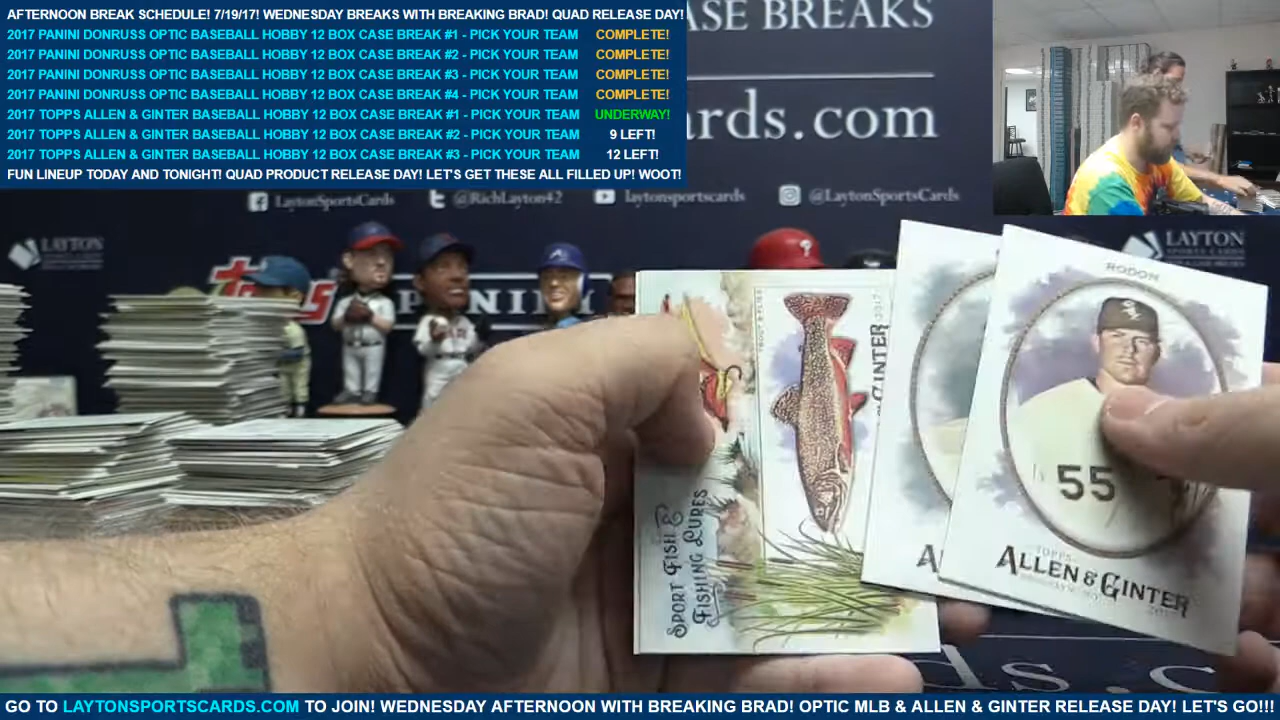 AFTERNOON BREAK SCHEDULE! 7/19/17! WEDNESDAY BREAKS WITH BREAKING BRAD! QUAD RELEASE DAY!
2017 PANINI DONRUSS OPTIC BASEBALL HOBBY 12 BOX CASE BREAK #1 - PICK YOUR TEAM COMPLETE!
2017 PANINI DONRUSS OPTIC BASEBALL HOBBY 12 BOX CASE BREAK #2 - PICK YOUR TEAM COMPLETE!
2017 PANINI DONRUSS OPTIC BASEBALL HOBBY 12 BOX CASE BREAK #3 - PICK YOUR TEAM COMPLETE!
2017 PANINI DONRUSS OPTIC BASEBALL HOBBY 12 BOX CASE BREAK #4 - PICK YOUR TEAM COMPLETE!
2017 TOPPS ALLEN & GINTER BASEBALL HOBBY 12 BOX CASE BREAK #1 - PICK YOUR TEAM UNDERWAY!
2017 TOPPS ALLEN & GINTER BASEBALL HOBBY 12 BOX CASE BREAK #2 - PICK YOUR TEAM 9 LEFT!
2017 TOPPS ALLEN & GINTER BASEBALL HOBBY 12 BOX CASE BREAK #3 - PICK YOUR TEAM 12 LEFT!
FUN LINEUP TODAY AND TONIGHT! QUAD PRODUCT RELEASE DAY! LET'S GET THESE ALL FILLED UP! WOOT!
ASE BREAKS
rds.com
LaytonSportsCards @RichLayton42 laytonsportscards @LaytonSportsCards
LAYTON
LAYTON
Topps PANINI
SPORT FISH &
FISHING LURES
GINTER
2017
RODON
55
TOPPS
ALLEN & GINTER
A
ds.c
GO TO LAYTONSPORTSCARDS.COM TO JOIN! WEDNESDAY AFTERNOON WITH BREAKING BRAD! OPTIC MLB & ALLEN & GINTER RELEASE DAY! LET'S GO!!!